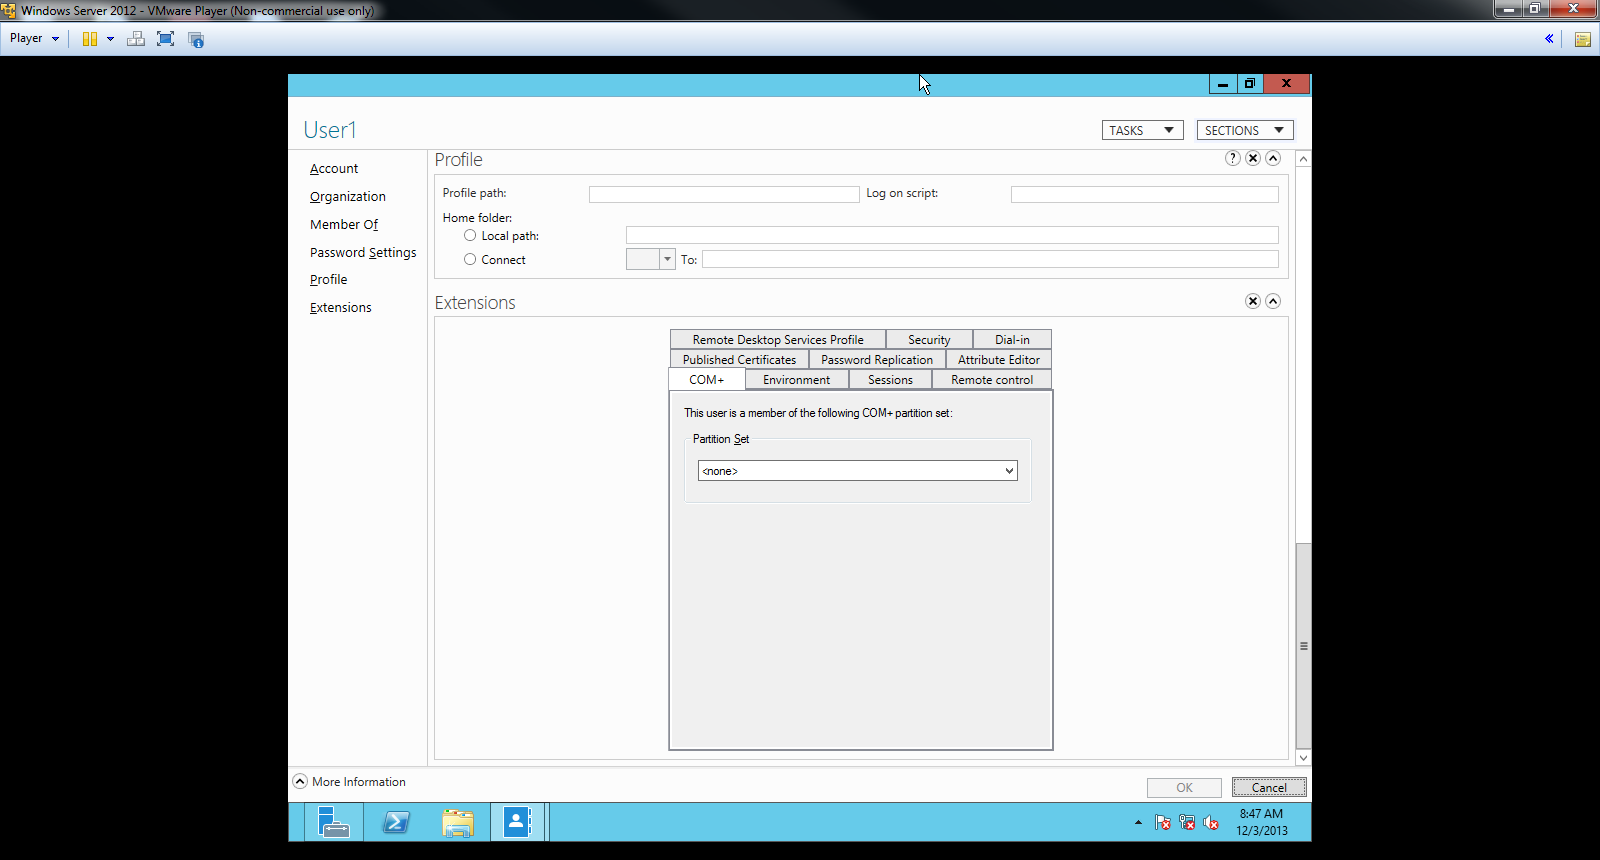 Windows Server 2012 - VMware Player (Non-commercial use only)
Player
User1
TASKS
SECTIONS
Account
Organization
Member Of
Password Settings
Profile
Extensions
Profile
Profile path:
Log on script:
Home folder:
Local path:
Connect
To:
Extensions
Remote Desktop Services Profile
Security
Dial-in
Published Certificates
Password Replication
Attribute Editor
COM+
Environment
Sessions
Remote control
This user is a member of the following COM+ partition set:
Partition Set
<none>
More Information
OK
Cancel
8:47 AM
12/3/2013